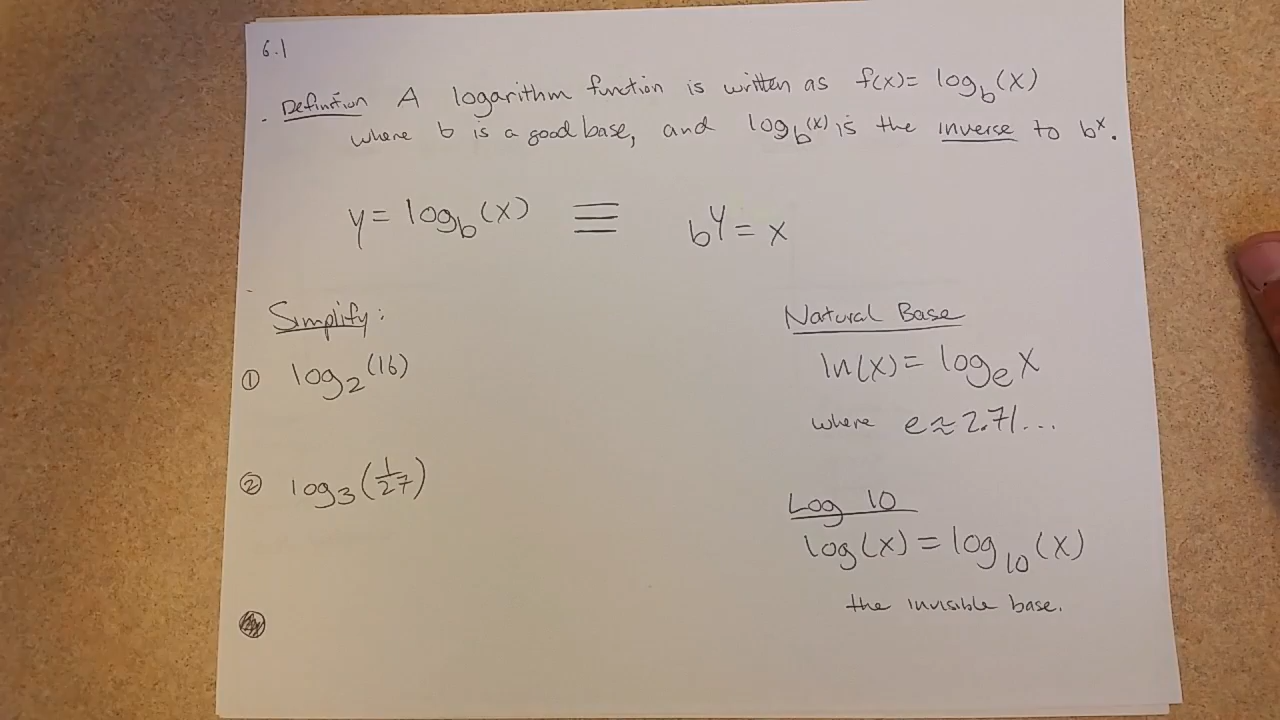 6.1
Definition A logarithm function is written as f(x)= log_b(x)
where b is a good base, and log_b(x) is the inverse to b^x.
y = log_b(x) ≡ b^y = x
Simplify:
① log_2(16)
② log_3(1/27)
Natural Base
ln(x) = log_e x
where e ≈ 2.71...
Log 10
log(x) = log_10(x)
the invisible base.